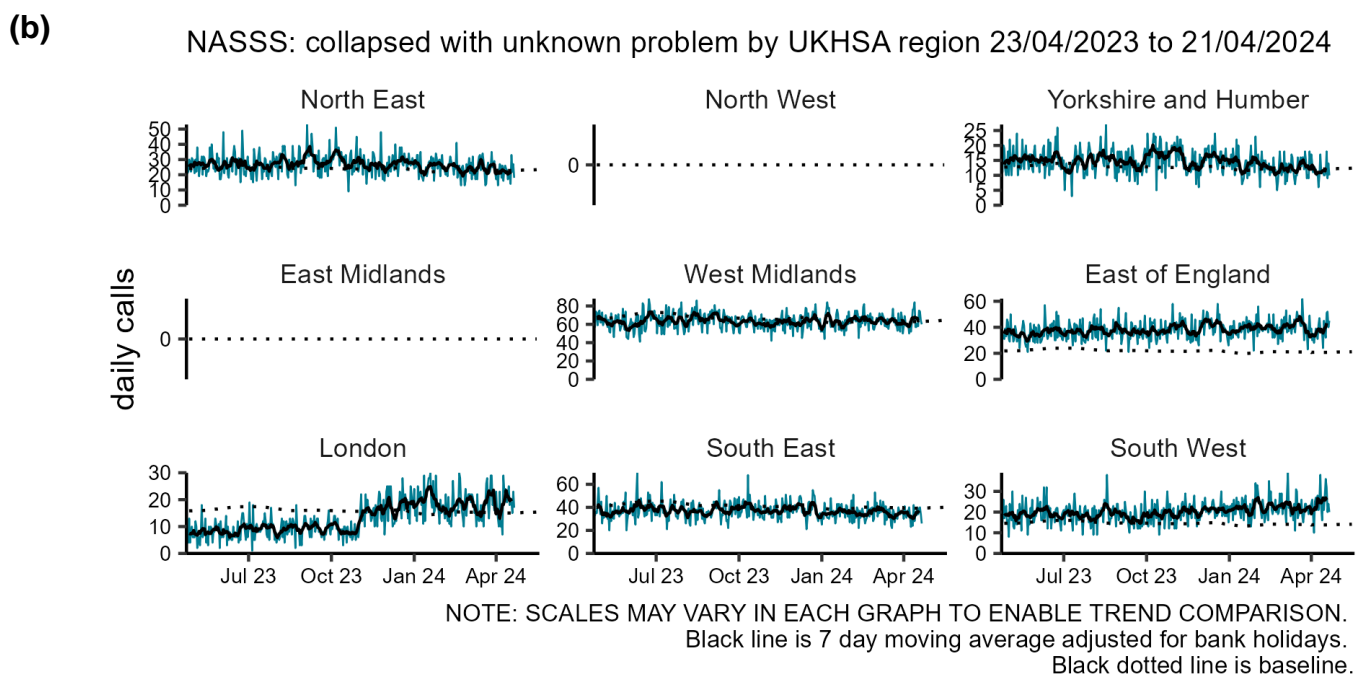 (b)
NASSS: collapsed with unknown problem by UKHSA region 23/04/2023 to 21/04/2024
daily calls
North East
50
40
30
20
10
0
North West
0
Yorkshire and Humber
25
20
15
10
5
0
East Midlands
0
West Midlands
80
60
40
20
0
East of England
60
40
20
0
London
30
20
10
0
Jul 23 Oct 23 Jan 24 Apr 24
South East
60
40
20
0
Jul 23 Oct 23 Jan 24 Apr 24
South West
30
20
10
0
Jul 23 Oct 23 Jan 24 Apr 24
NOTE: SCALES MAY VARY IN EACH GRAPH TO ENABLE TREND COMPARISON.
Black line is 7 day moving average adjusted for bank holidays.
Black dotted line is baseline.